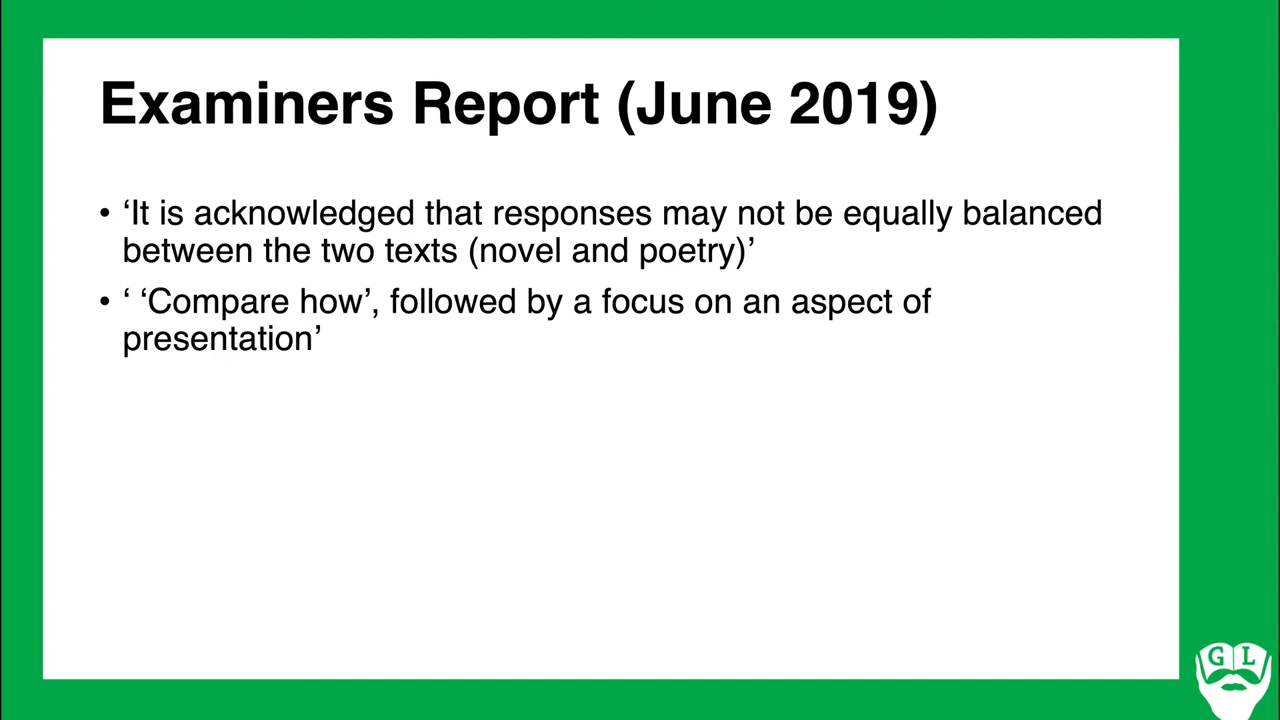 Examiners Report (June 2019)
• ‘It is acknowledged that responses may not be equally balanced
between the two texts (novel and poetry)’
• ‘ ‘Compare how’, followed by a focus on an aspect of
presentation’
G L